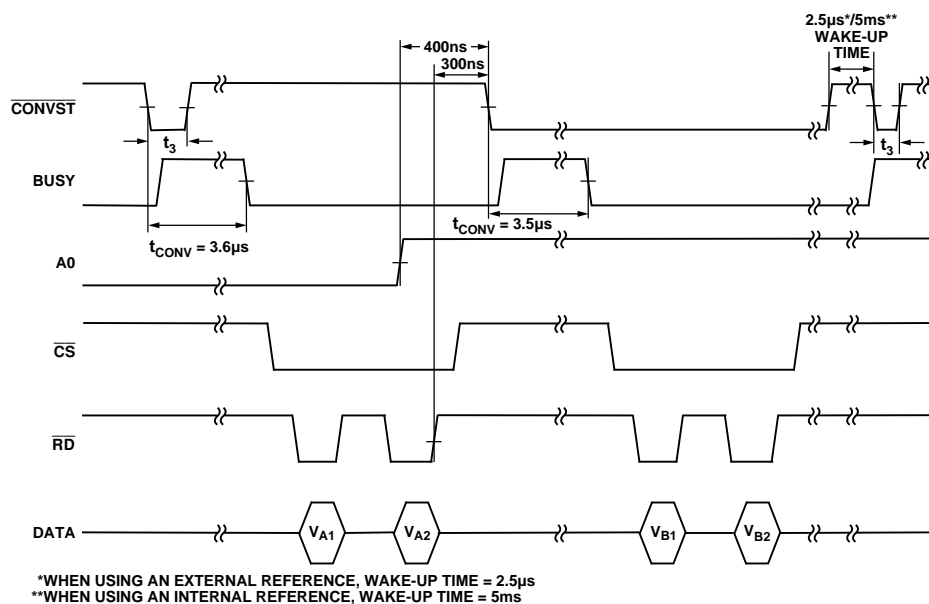 2.5µs*/5ms**
WAKE-UP
TIME
400ns
300ns
CONVST
t3
t3
BUSY
tCONV = 3.6µs
tCONV = 3.5µs
A0
CS
RD
DATA
VA1
VA2
VB1
VB2
*WHEN USING AN EXTERNAL REFERENCE, WAKE-UP TIME = 2.5µs
**WHEN USING AN INTERNAL REFERENCE, WAKE-UP TIME = 5ms